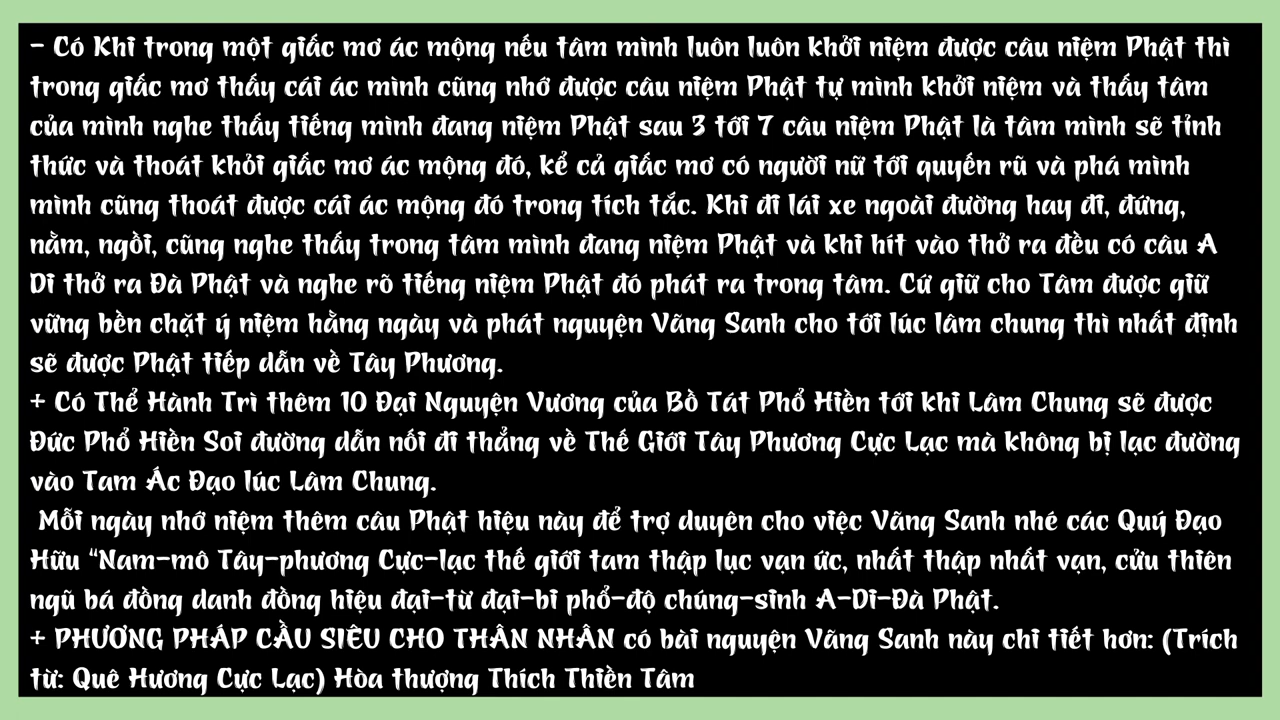 - Có Khi trong một giấc mơ ác mộng nếu tâm mình luôn luôn khởi niệm được câu niệm Phật thì
trong giấc mơ thấy cái ác mình cũng nhớ được câu niệm Phật tự mình khởi niệm và thấy tâm
của mình nghe thấy tiếng mình đang niệm Phật sau 3 tới 7 câu niệm Phật là tâm mình sẽ tỉnh
thức và thoát khỏi giấc mơ ác mộng đó, kể cả giấc mơ có người nữ tới quyến rũ và phá mình
mình cũng thoát được cái ác mộng đó trong tích tắc. Khi đi lái xe ngoài đường hay đi, đứng,
nằm, ngồi, cũng nghe thấy trong tâm mình đang niệm Phật và khi hít vào thở ra đều có câu A
Di thở ra Đà Phật và nghe rõ tiếng niệm Phật đó phát ra trong tâm. Cứ giữ cho Tâm được giữ
vững bền chặt ý niệm hằng ngày và phát nguyện Vãng Sanh cho tới lúc lâm chung thì nhất định
sẽ được Phật tiếp dẫn về Tây Phương.
+ Có Thể Hành Trì thêm 10 Đại Nguyện Vương của Bồ Tát Phổ Hiền tới khi Lâm Chung sẽ được
Đức Phổ Hiền Soi đường dẫn nối đi thẳng về Thế Giới Tây Phương Cực Lạc mà không bị lạc đường
vào Tam Ác Đạo lúc Lâm Chung.
Mỗi ngày nhớ niệm thêm câu Phật hiệu này để trợ duyên cho việc Vãng Sanh nhé các Quý Đạo
Hữu "Nam-mô Tây-phương Cực-lạc thế giới tam thập lục vạn ức, nhất thập nhất vạn, cửu thiên
ngũ bá đồng danh đồng hiệu đại-từ đại-bi phổ-độ chúng-sinh A-Di-Đà Phật.
+ PHƯƠNG PHÁP CẦU SIÊU CHO THÂN NHÂN có bài nguyện Vãng Sanh này chi tiết hơn: (Trích
từ: Quê Hương Cực Lạc) Hòa thượng Thích Thiền Tâm